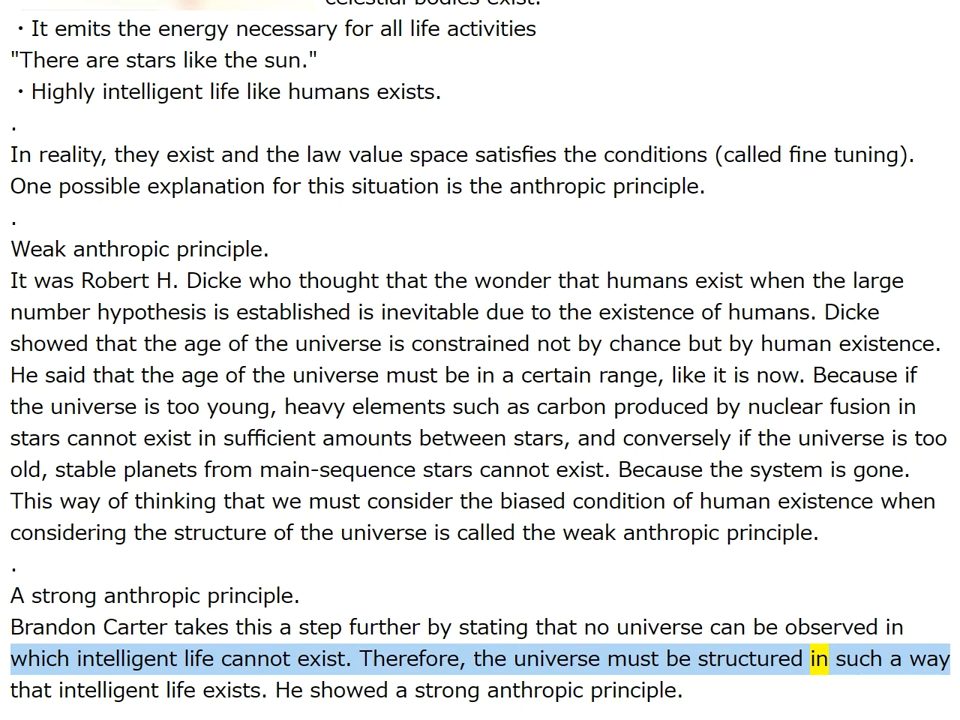 celestial bodies exist.
・It emits the energy necessary for all life activities
"There are stars like the sun."
・Highly intelligent life like humans exists.
.
In reality, they exist and the law value space satisfies the conditions (called fine tuning).
One possible explanation for this situation is the anthropic principle.
.
Weak anthropic principle.
It was Robert H. Dicke who thought that the wonder that humans exist when the large
number hypothesis is established is inevitable due to the existence of humans. Dicke
showed that the age of the universe is constrained not by chance but by human existence.
He said that the age of the universe must be in a certain range, like it is now. Because if
the universe is too young, heavy elements such as carbon produced by nuclear fusion in
stars cannot exist in sufficient amounts between stars, and conversely if the universe is too
old, stable planets from main-sequence stars cannot exist. Because the system is gone.
This way of thinking that we must consider the biased condition of human existence when
considering the structure of the universe is called the weak anthropic principle.
.
A strong anthropic principle.
Brandon Carter takes this a step further by stating that no universe can be observed in
which intelligent life cannot exist. Therefore, the universe must be structured in such a way
that intelligent life exists. He showed a strong anthropic principle.